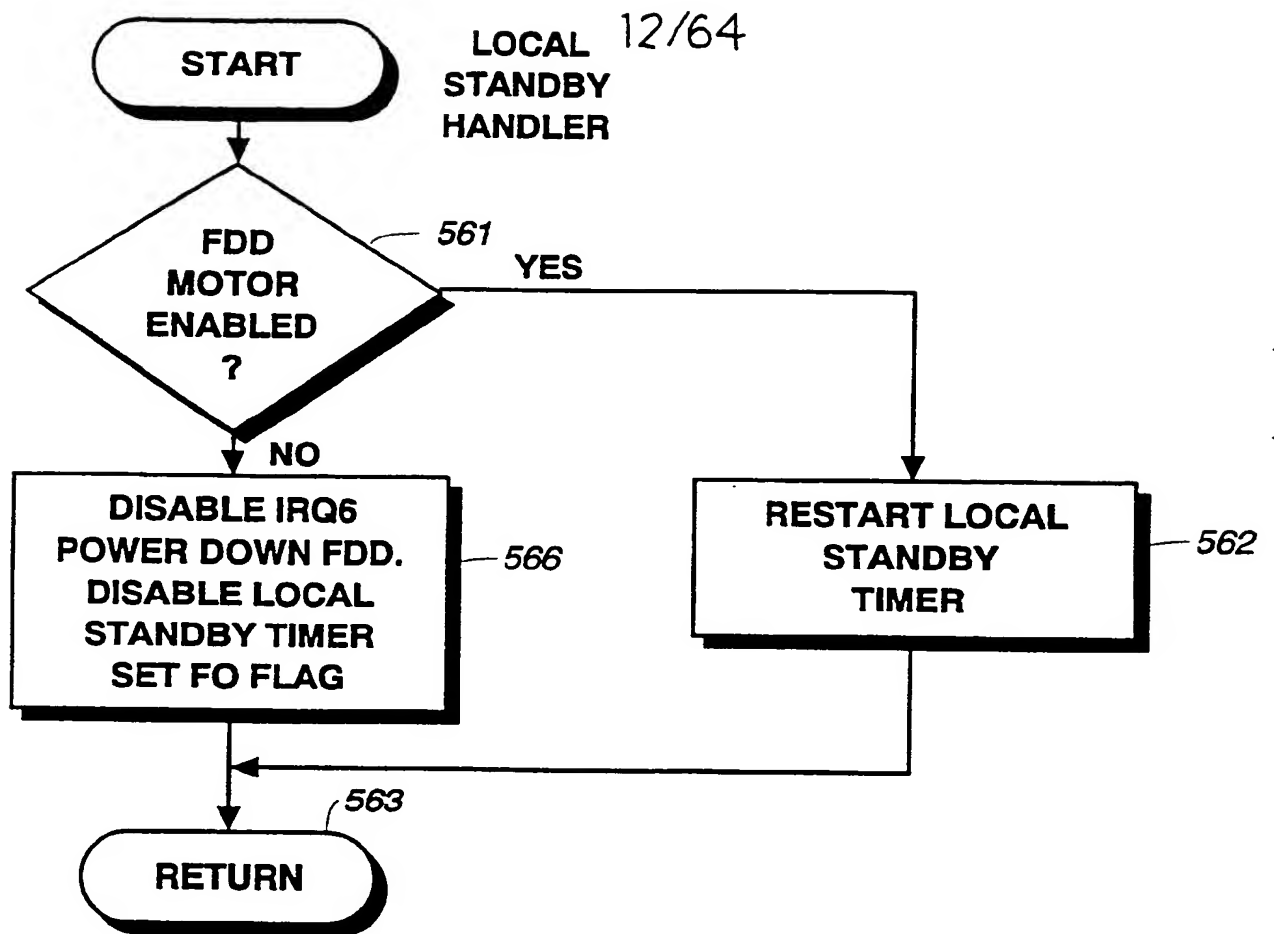 12/64
START
LOCAL
STANDBY
HANDLER
FDD
MOTOR
ENABLED
?
561
YES
NO
DISABLE IRQ6
POWER DOWN FDD.
DISABLE LOCAL
STANDBY TIMER
SET FO FLAG
566
RESTART LOCAL
STANDBY
TIMER
562
563
RETURN